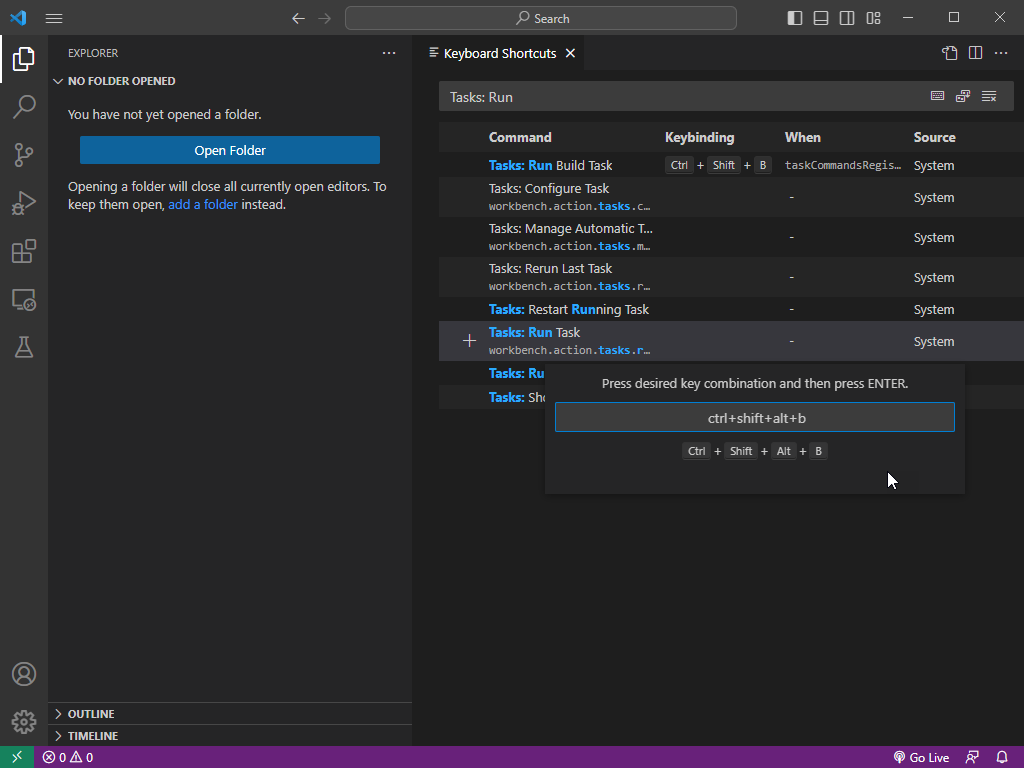 Search
EXPLORER
NO FOLDER OPENED
You have not yet opened a folder.
Open Folder
Opening a folder will close all currently open editors. To
keep them open, add a folder instead.
OUTLINE
TIMELINE
Keyboard Shortcuts
Tasks: Run
Command Keybinding When Source
Tasks: Run Build Task Ctrl + Shift + B taskCommandsRegis... System
Tasks: Configure Task
workbench.action.tasks.c... - System
Tasks: Manage Automatic T...
workbench.action.tasks.m... - System
Tasks: Rerun Last Task
workbench.action.tasks.r... - System
Tasks: Restart Running Task - System
Tasks: Run Task
workbench.action.tasks.r... - System
Tasks: Ru
Tasks: Sho
Press desired key combination and then press ENTER.
ctrl+shift+alt+b
Ctrl + Shift + Alt + B
0 0 Go Live